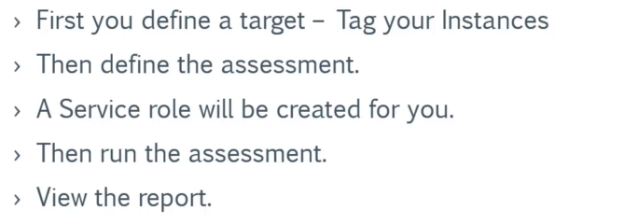 › First you define a target – Tag your Instances
› Then define the assessment.
› A Service role will be created for you.
› Then run the assessment.
› View the report.